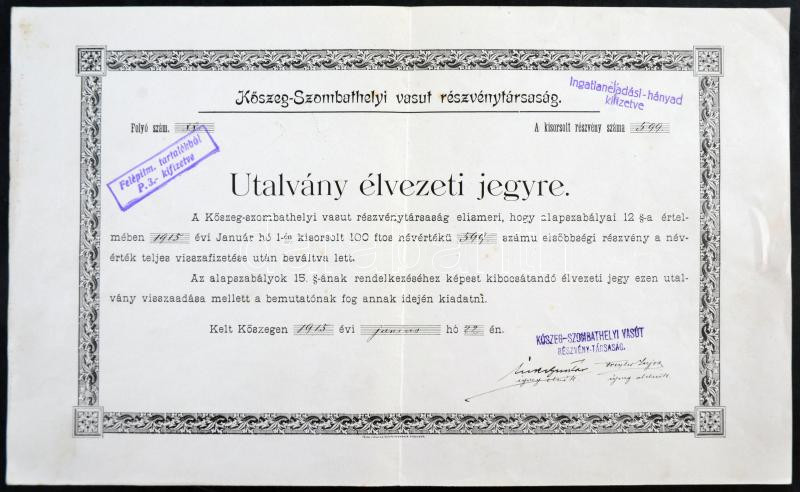 Kőszeg-Szombathelyi vasut részvénytársaság.
Ingatlaneladási-hányad
kifizetve
Folyó szám.
A kisorsolt részvény száma 599
Felépítm. tartalékból
P. 3.- kifizetve
Utalvány élvezeti jegyre.
A Kőszeg-szombathelyi vasut részvénytársaság elismeri, hogy alapszabályai 12 §-a értel-
mében 1915 évi Január hó 1-én kisorsolt 100 ftos névértékü 599 számu elsőbbségi részvény a név-
érték teljes visszafizetése után beváltva lett.
Az alapszabályok 15. §-ának rendelkezéséhez képest kibocsátandó élvezeti jegy ezen utal-
vány visszaadása mellett a bemutatónak fog annak idején kiadatni.
Kelt Kőszegen 1915 évi junius hó 22 én.
KŐSZEG-SZOMBATHELYI VASÚT
RÉSZVÉNY-TÁRSASÁG.